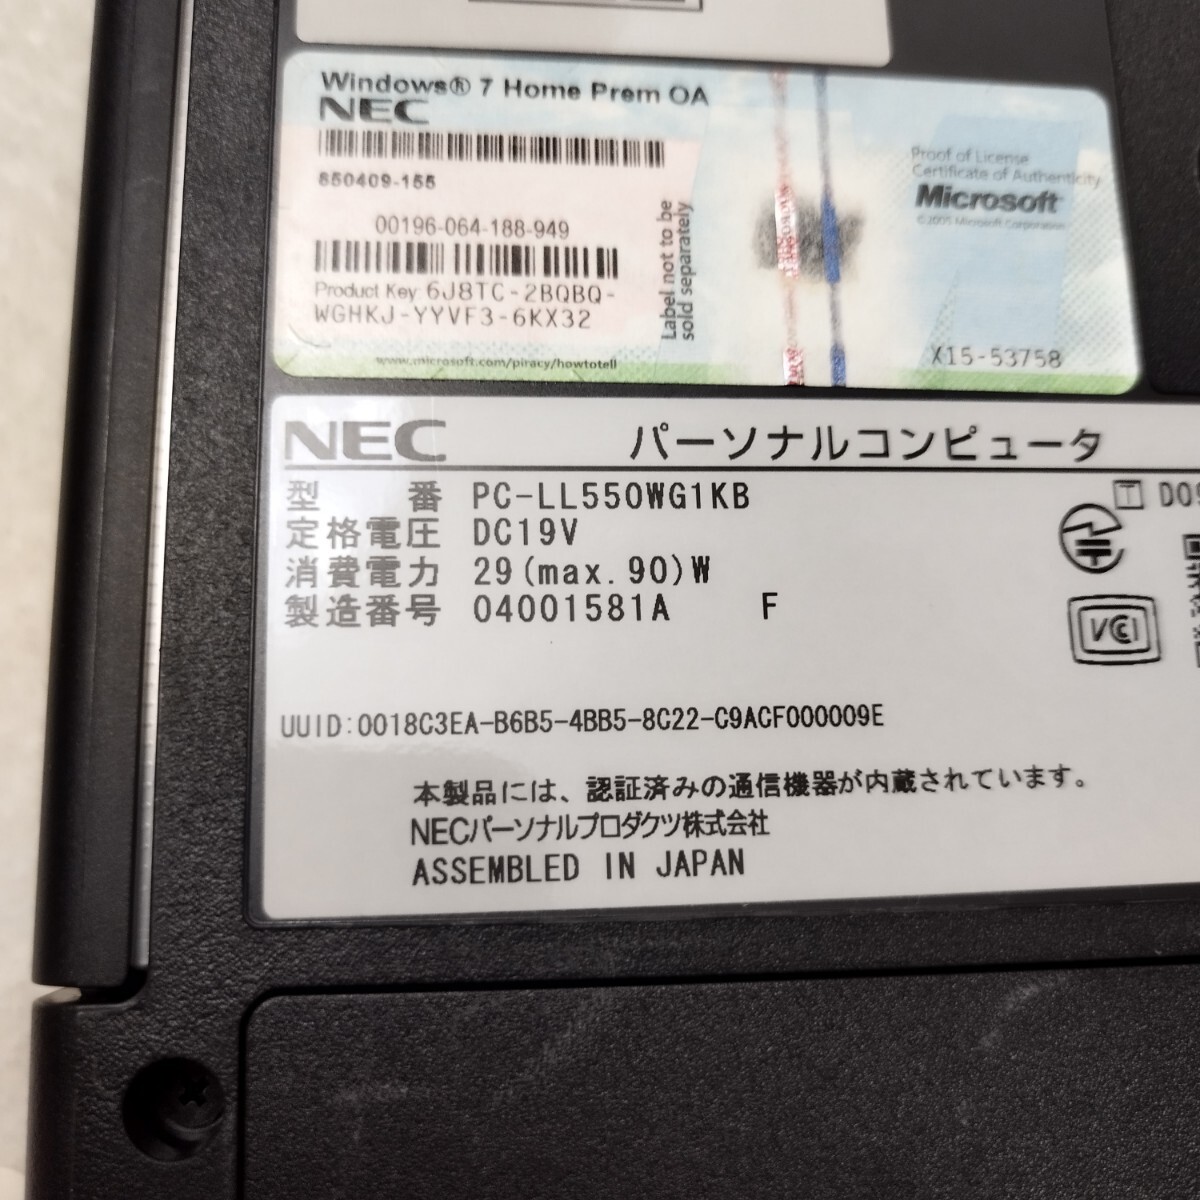 Windows® 7 Home Prem OA
NEC
850409-155
00196-064-188-949
Product Key: 6J8TC-2BQBQ-
WGHKJ-YYVF3-6KX32
Label not to be
sold separately
Proof of License
Certificate of Authenticity
Microsoft
©2005 Microsoft Corporation
www.microsoft.com/piracy/howtotell
X15-53758
NEC パーソナルコンピュータ
型番 PC-LL550WG1KB
定格電圧 DC19V
消費電力 29(max.90)W
製造番号 04001581A F
T D09
VCI
UUID:0018C3EA-B6B5-4BB5-8C22-C9ACF000009E
本製品には、認証済みの通信機器が内蔵されています。
NECパーソナルプロダクツ株式会社
ASSEMBLED IN JAPAN